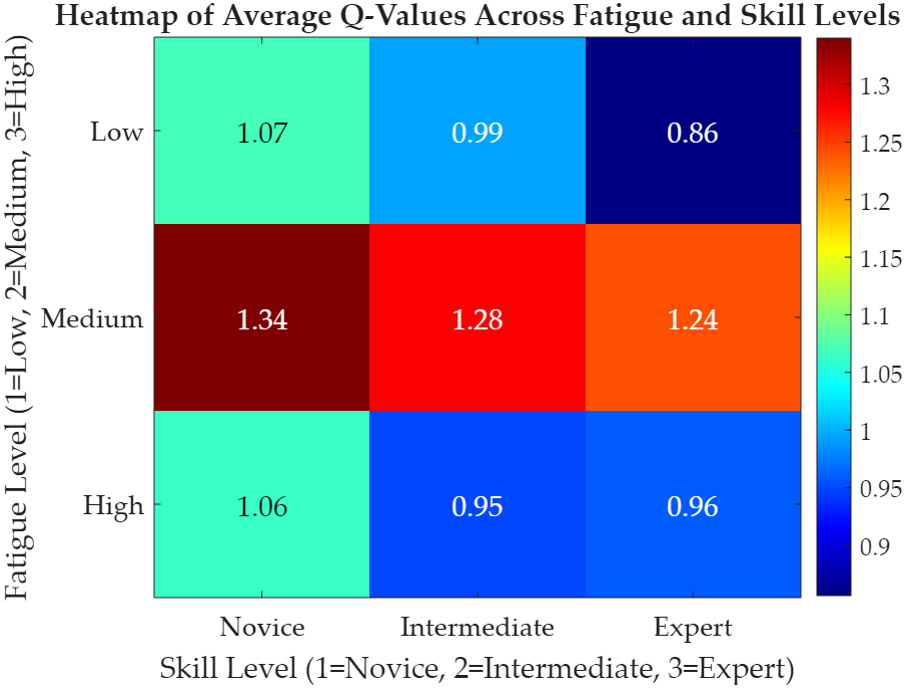 Heatmap of Average Q-Values Across Fatigue and Skill Levels
Fatigue Level (1=Low, 2=Medium, 3=High)
Low
1.07 0.99 0.86
Medium
1.34 1.28 1.24
High
1.06 0.95 0.96
Novice Intermediate Expert
Skill Level (1=Novice, 2=Intermediate, 3=Expert)
1.3
1.25
1.2
1.15
1.1
1.05
1
0.95
0.9